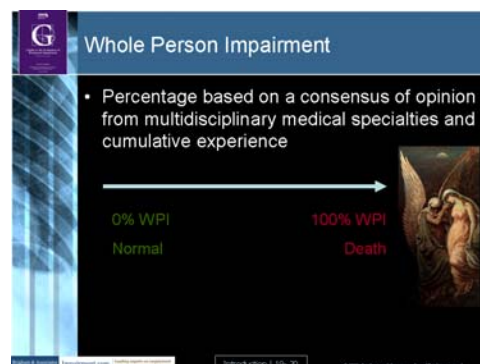 G
Whole Person Impairment
• Percentage based on a consensus of opinion
from multidisciplinary medical specialties and
cumulative experience
0% WPI 100% WPI
Normal Death